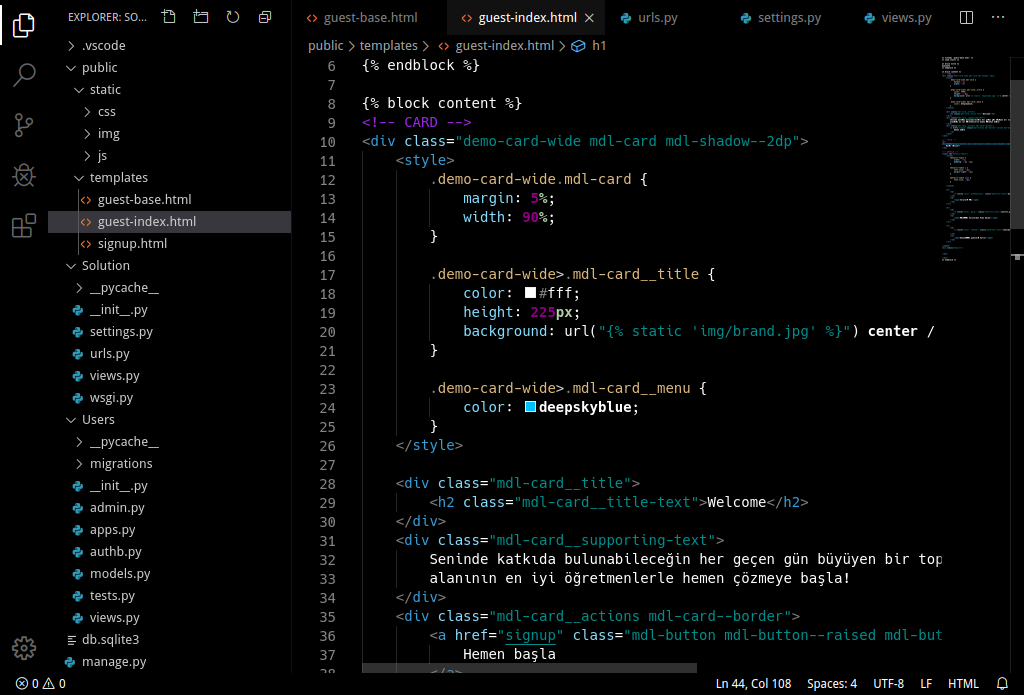 EXPLORER: SO...
.vscode
public
static
css
img
js
templates
guest-base.html
guest-index.html
signup.html
Solution
__pycache__
__init__.py
settings.py
urls.py
views.py
wsgi.py
Users
__pycache__
migrations
__init__.py
admin.py
apps.py
authb.py
models.py
tests.py
views.py
db.sqlite3
manage.py
guest-base.html guest-index.html urls.py settings.py views.py
public > templates > guest-index.html > h1
6 {% endblock %}
7
8 {% block content %}
9 <!-- CARD -->
10 <div class="demo-card-wide mdl-card mdl-shadow--2dp">
11 <style>
12 .demo-card-wide.mdl-card {
13 margin: 5%;
14 width: 90%;
15 }
16
17 .demo-card-wide>.mdl-card__title {
18 color: #fff;
19 height: 225px;
20 background: url("{% static 'img/brand.jpg' %}") center /
21 }
22
23 .demo-card-wide>.mdl-card__menu {
24 color: deepskyblue;
25 }
26 </style>
27
28 <div class="mdl-card__title">
29 <h2 class="mdl-card__title-text">Welcome</h2>
30 </div>
31 <div class="mdl-card__supporting-text">
32 Seninde katkıda bulunabileceğin her geçen gün büyüyen bir top
33 alanının en iyi öğretmenlerle hemen çözmeye başla!
34 </div>
35 <div class="mdl-card__actions mdl-card--border">
36 <a href="signup" class="mdl-button mdl-button--raised mdl-but
37 Hemen başla
38 </a>
0 0 Ln 44, Col 108 Spaces: 4 UTF-8 LF HTML